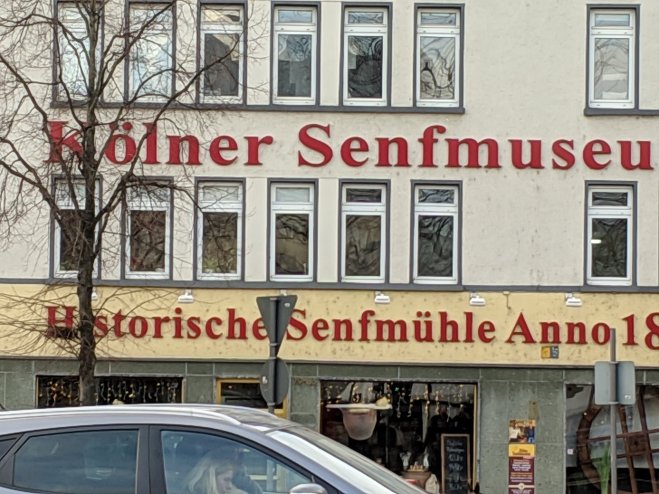 Kölner Senfmuseu
Historische Senfmühle Anno 18